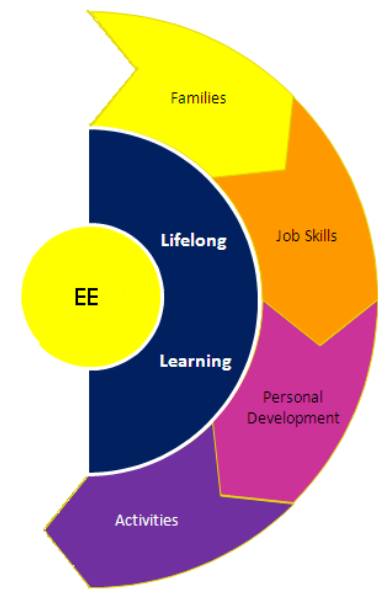 Families
Lifelong
Job Skills
EE
Learning
Personal
Development
Activities